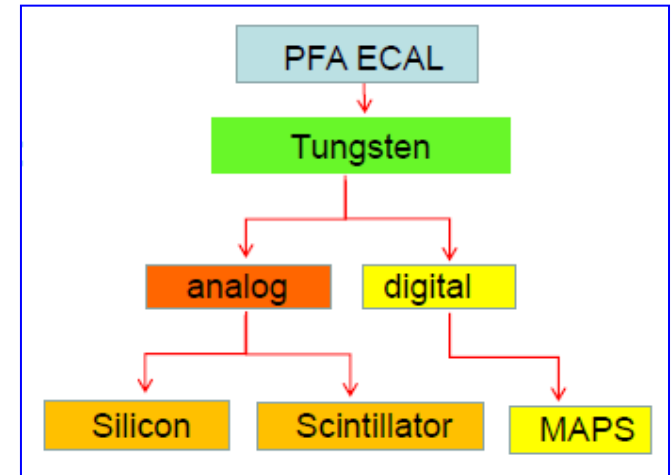 PFA ECAL
Tungsten
analog
digital
Silicon
Scintillator
MAPS